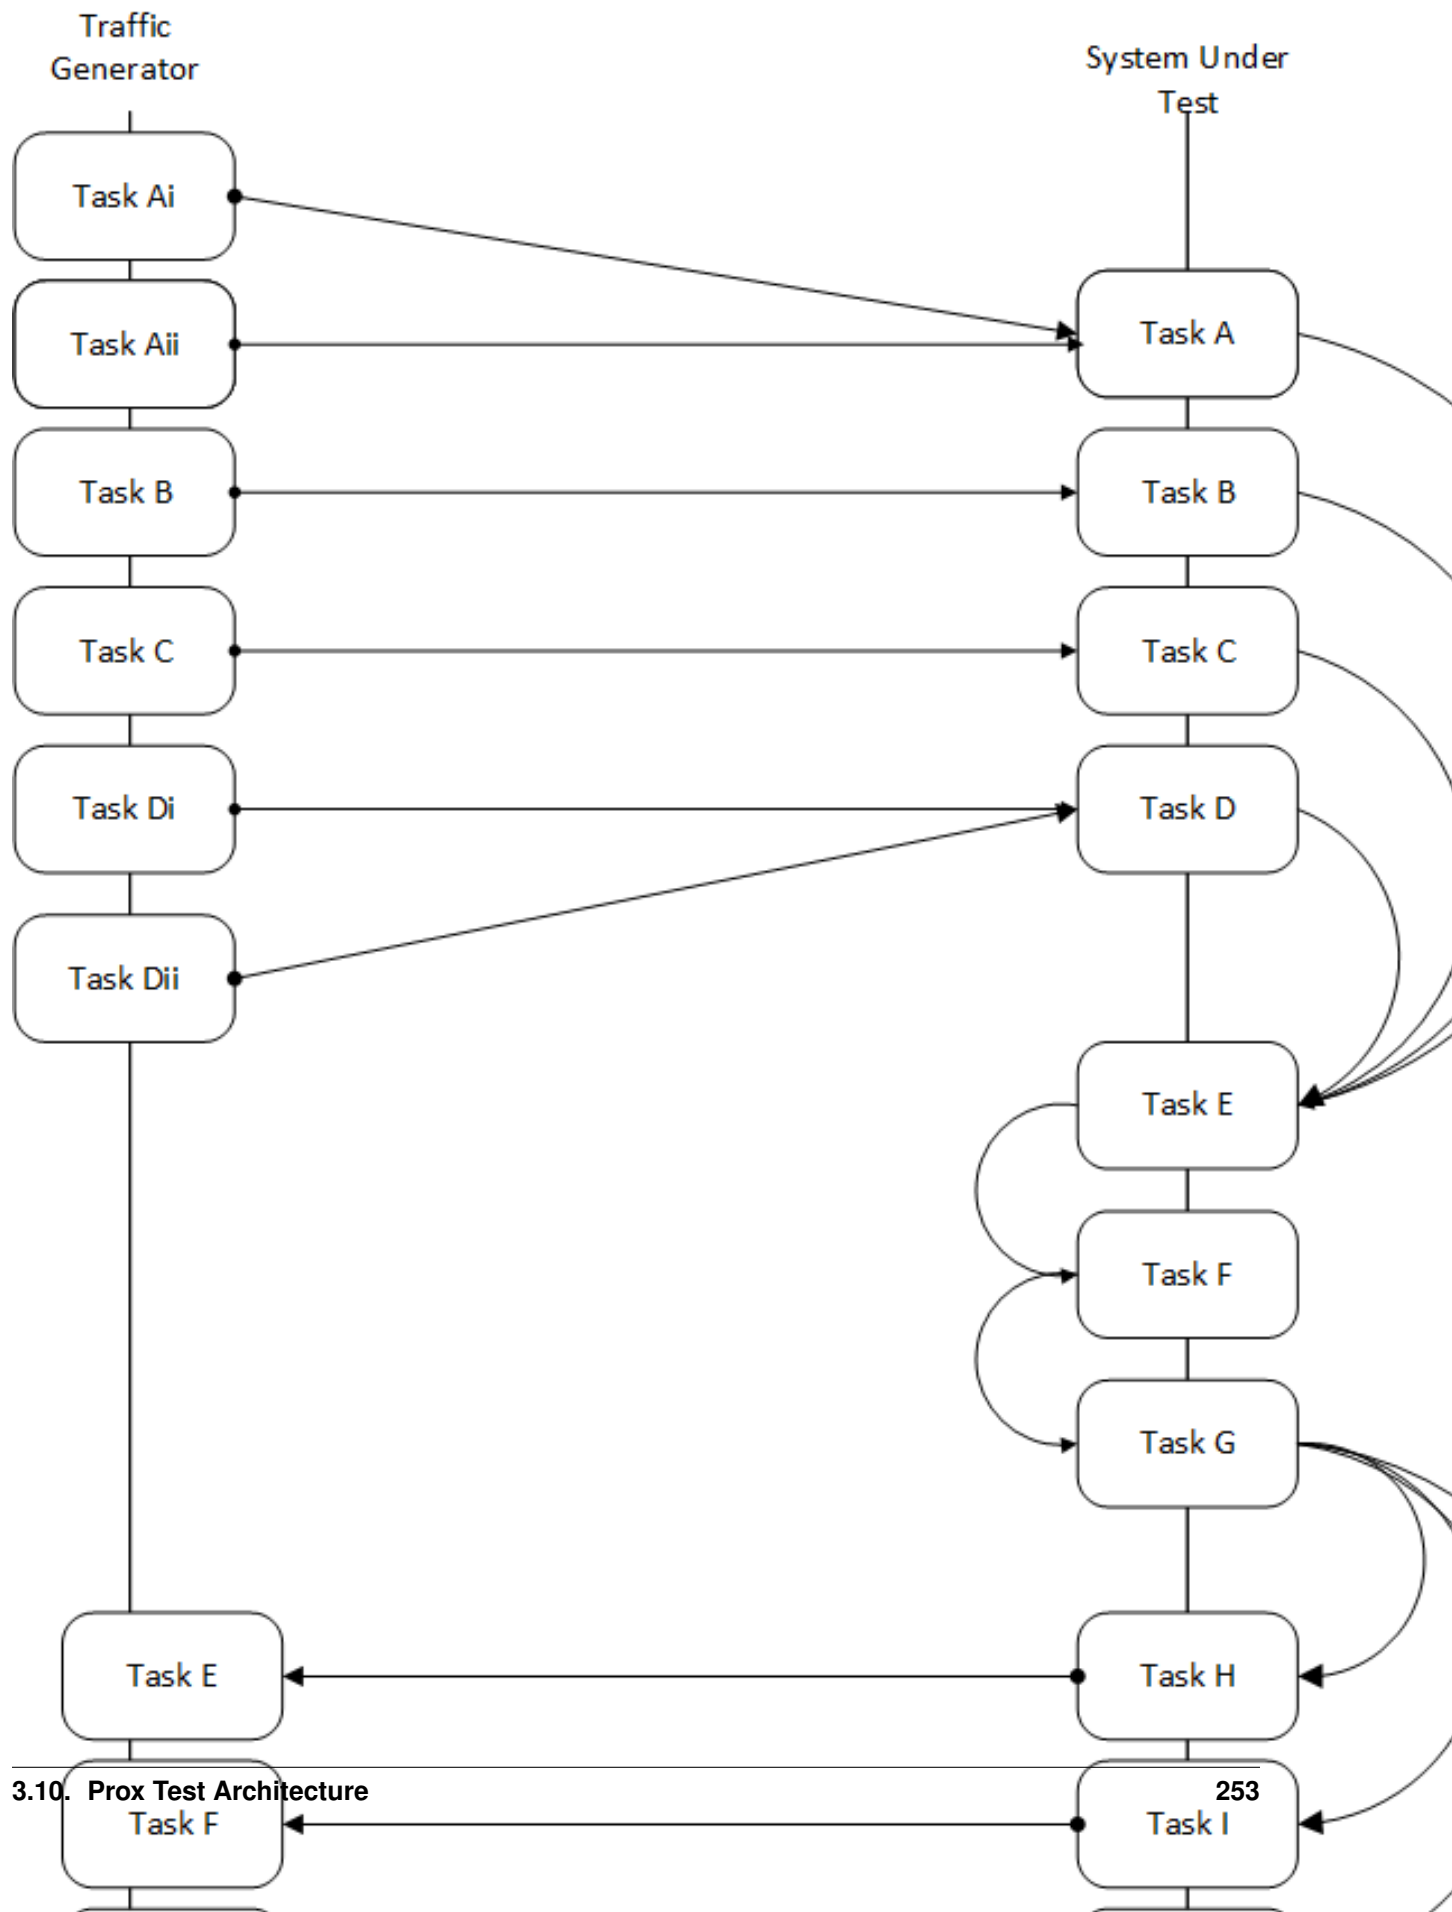 Traffic
Generator
System Under
Test
Task Ai
Task A
Task Aii
Task B
Task B
Task C
Task C
Task Di
Task D
Task Dii
Task E
Task F
Task G
Task E
Task H
3.10. Prox Test Architecture 253
Task F
Task I